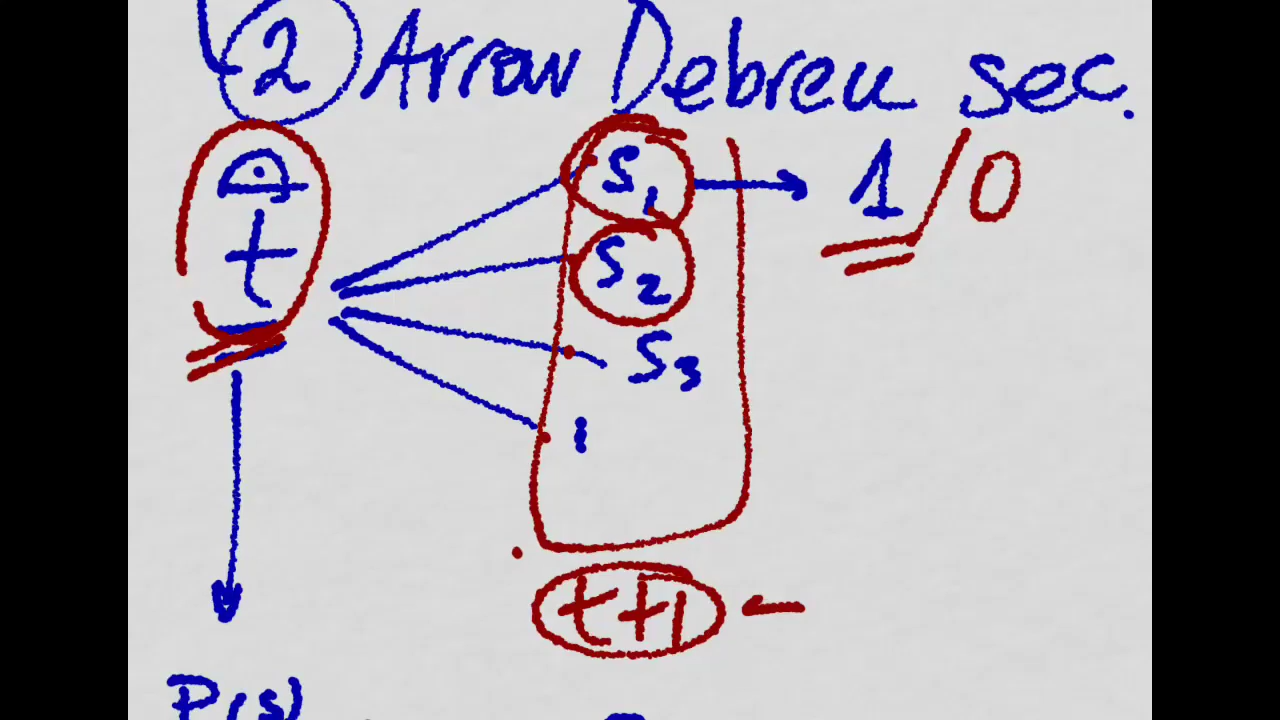 ② Arrow Debreu sec.
s₁ → 1/0
t
s₂
s₃
t+1
P(s)